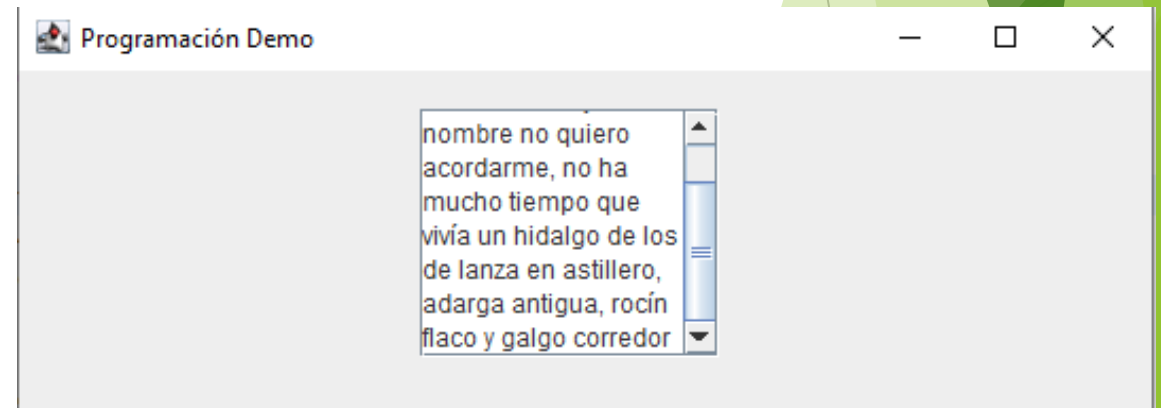 Programación Demo
nombre no quiero
acordarme, no ha
mucho tiempo que
vivía un hidalgo de los
de lanza en astillero,
adarga antigua, rocín
flaco y galgo corredor